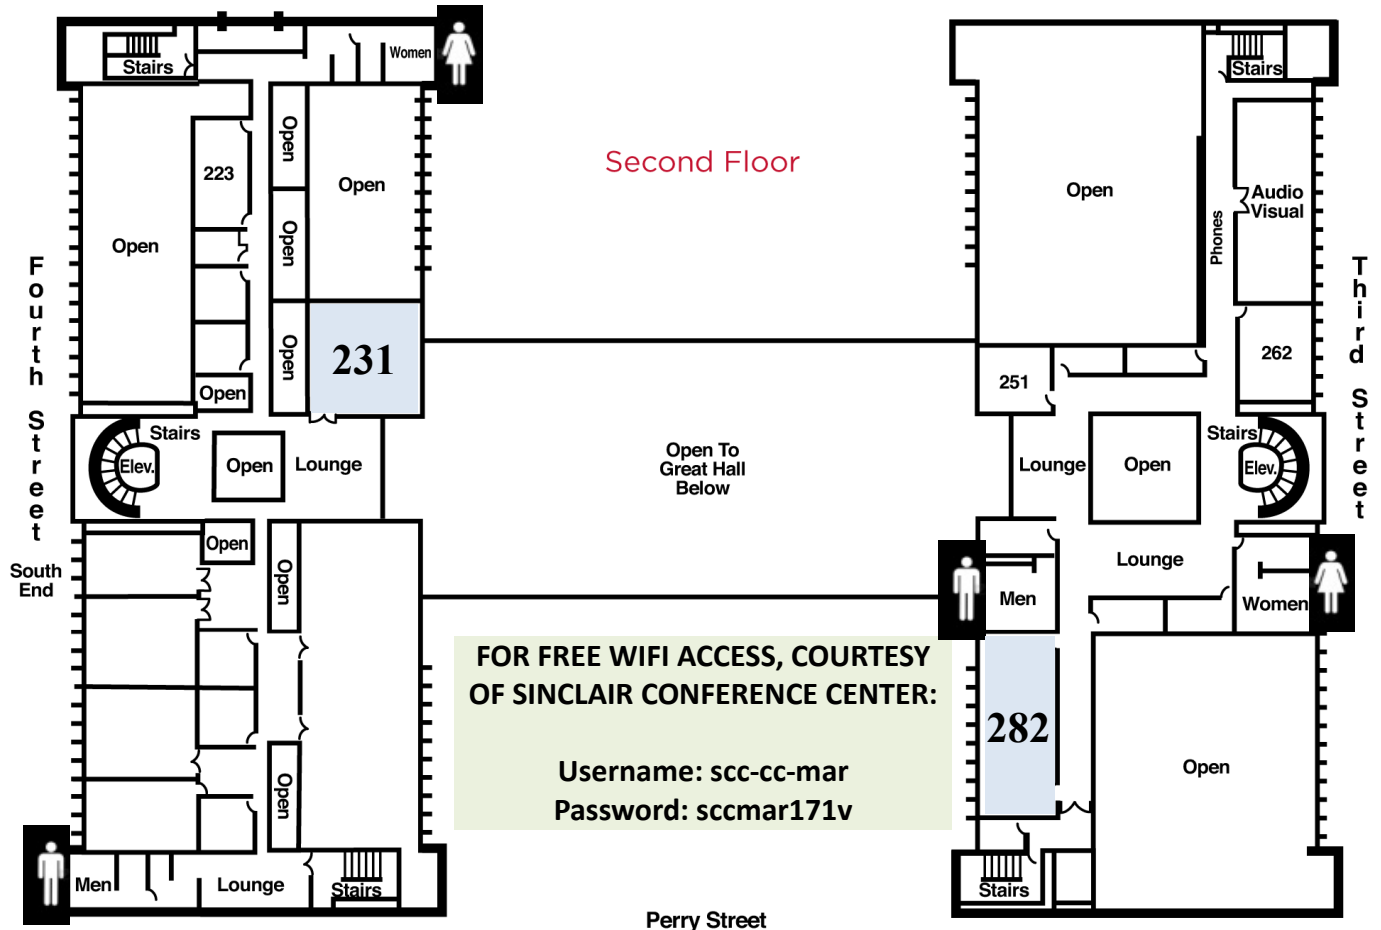 Women
Stairs
Stairs
Second Floor
Open
223
Open
Open
Open
Audio
Visual
Open
Open
Phones
Fourth Street
Third Street
Open
231
262
251
Open
Stairs
Stairs
Open To
Great Hall
Below
Elev.
Open
Lounge
Lounge
Open
Elev.
Open
Lounge
South
End
Open
Men
Women
FOR FREE WIFI ACCESS, COURTESY
OF SINCLAIR CONFERENCE CENTER:
282
Username: scc-cc-mar
Password: sccmar171v
Open
Open
Men
Lounge
Stairs
Stairs
Perry Street